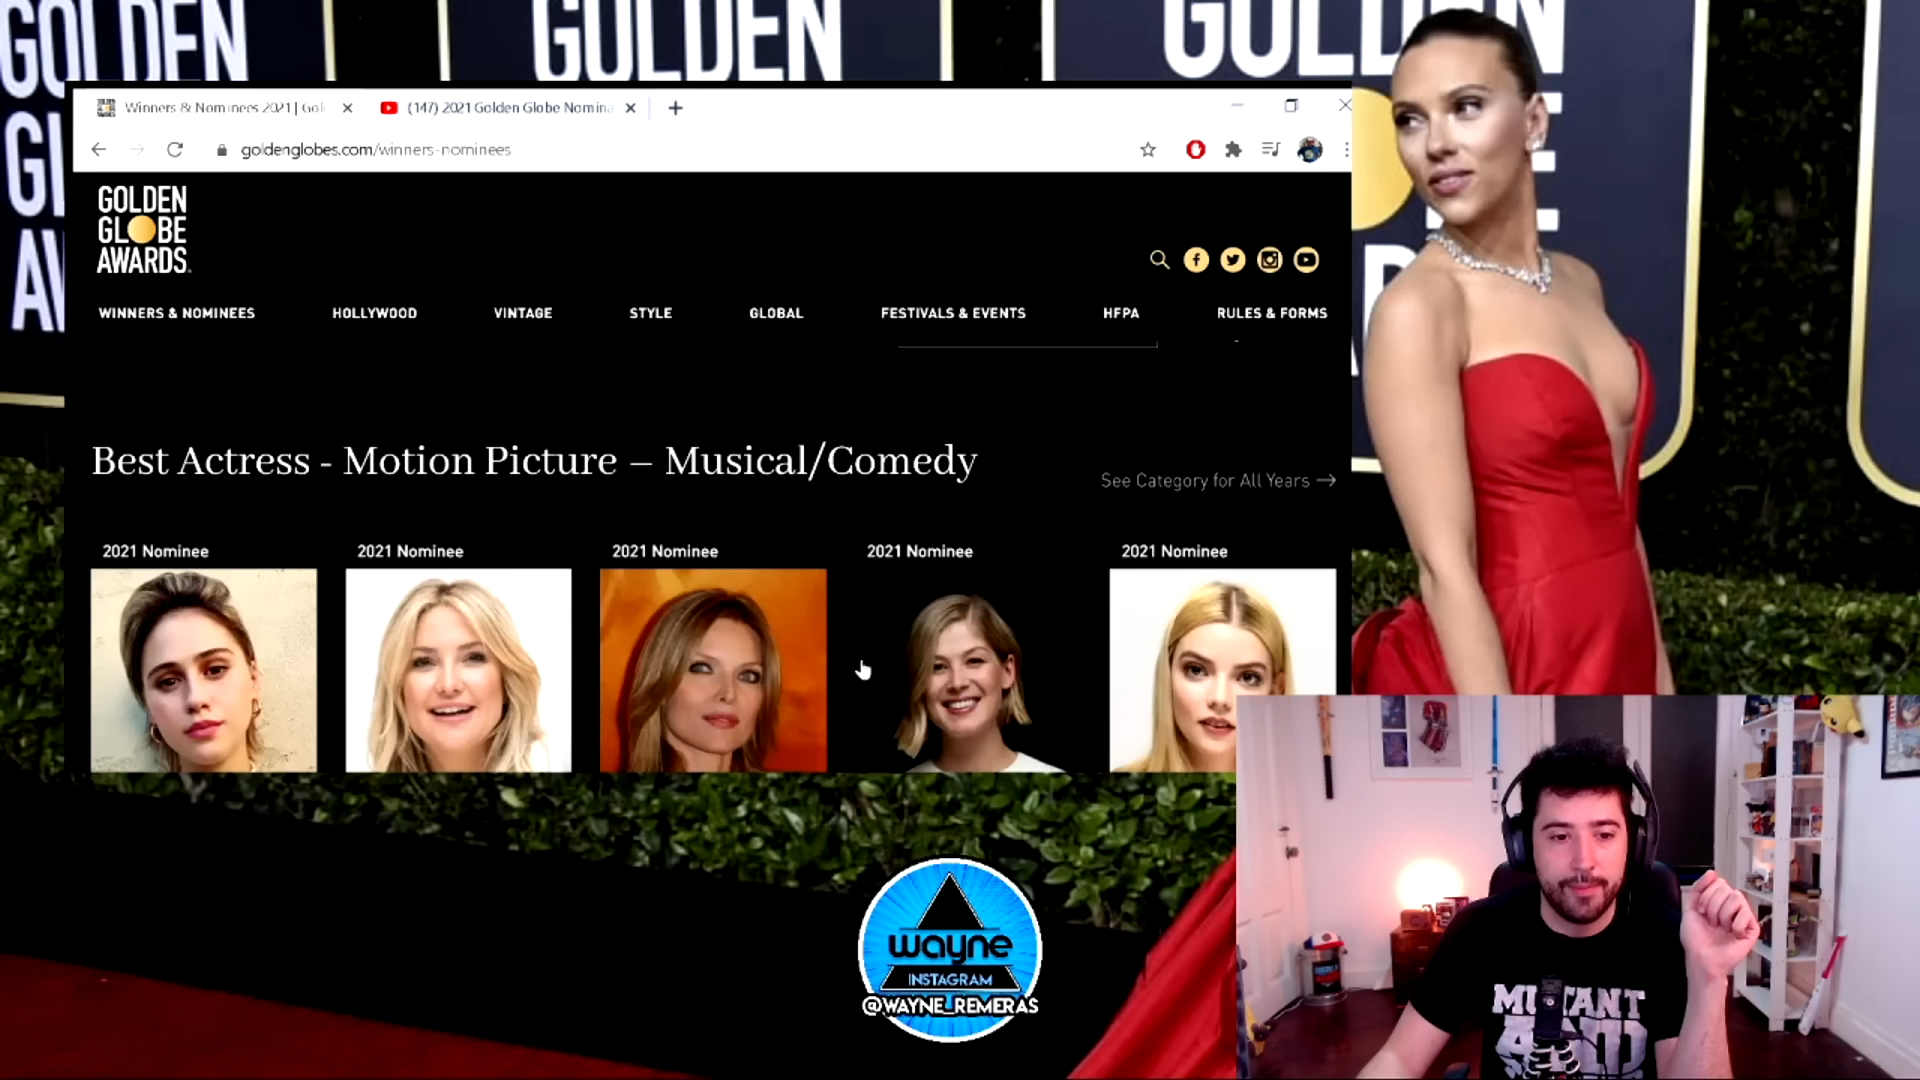 GOLDEN
GOLDEN
GOLDEN
Winners & Nominees 2021 | Gol
(147) 2021 Golden Globe Nomina
goldenglobes.com/winners-nominees
GOLDEN
GLOBE
AWARDS
WINNERS & NOMINEES
HOLLYWOOD
VINTAGE
STYLE
GLOBAL
FESTIVALS & EVENTS
HFPA
RULES & FORMS
Best Actress - Motion Picture – Musical/Comedy
See Category for All Years →
2021 Nominee
2021 Nominee
2021 Nominee
2021 Nominee
2021 Nominee
wayne
INSTAGRAM
@WAYNE_REMERAS
MUTANT